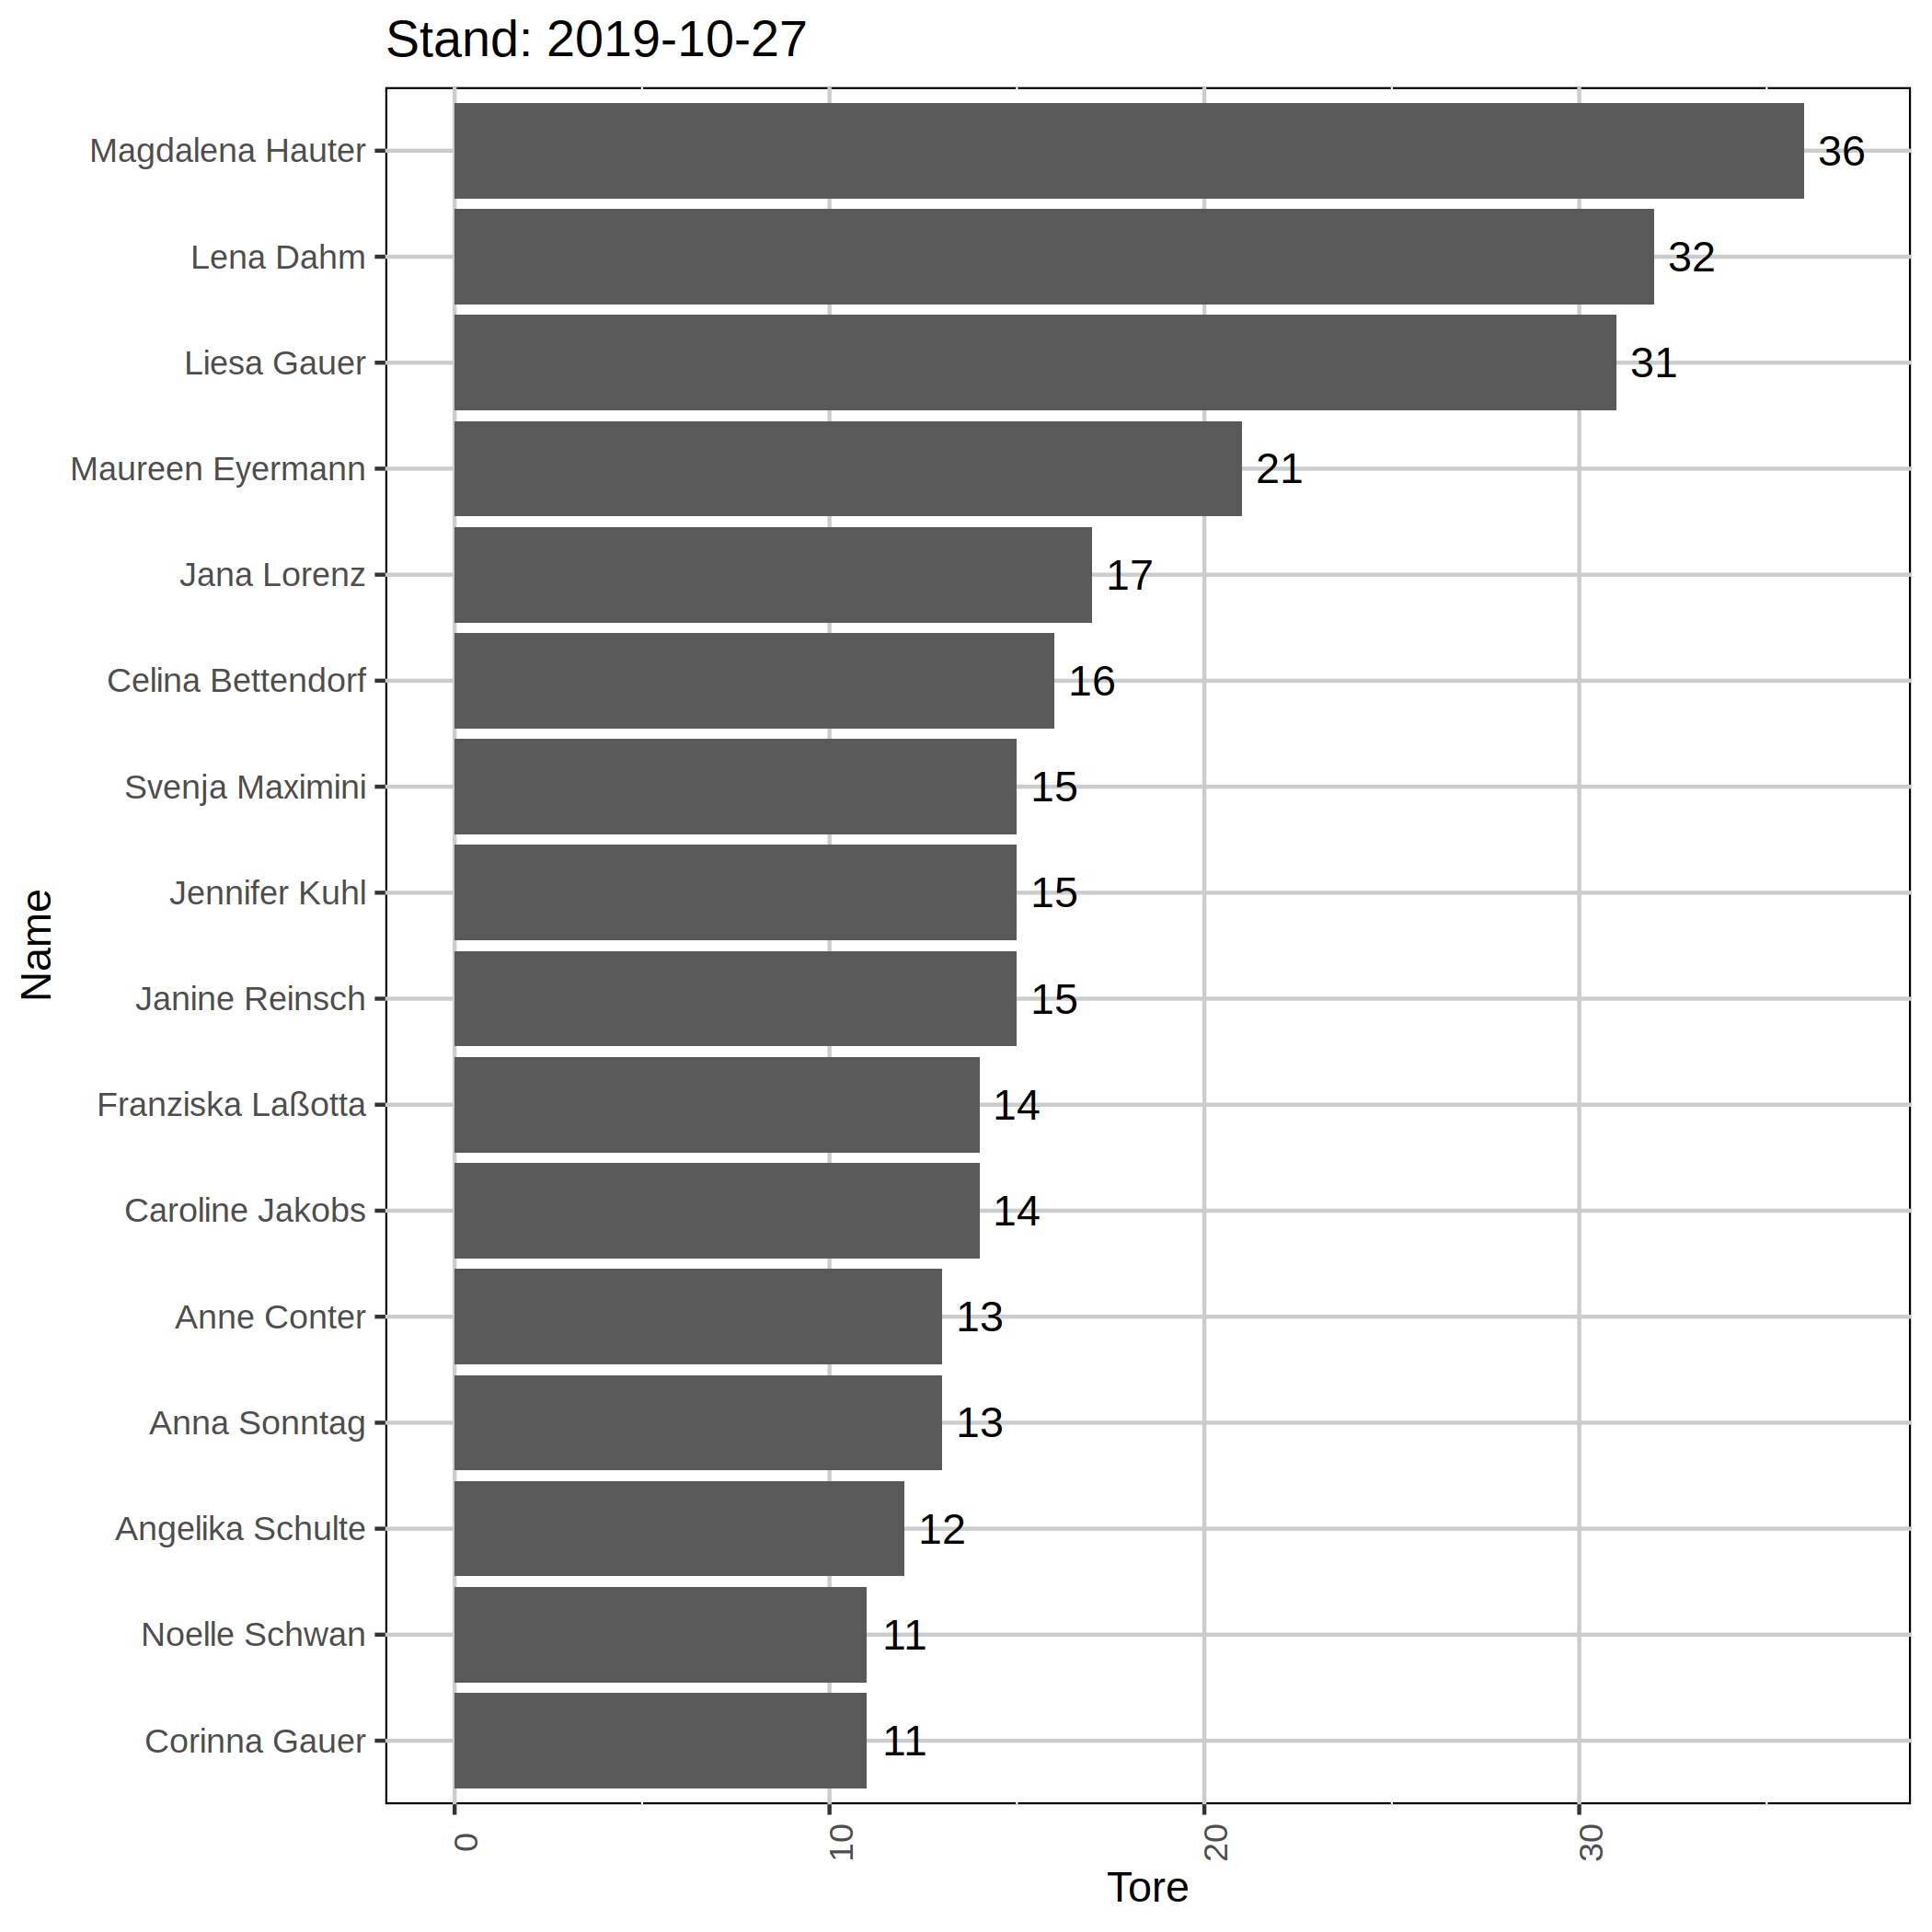 Stand: 2019-10-27
Magdalena Hauter 36
Lena Dahm 32
Liesa Gauer 31
Maureen Eyermann 21
Jana Lorenz 17
Celina Bettendorf 16
Svenja Maximini 15
Jennifer Kuhl 15
Janine Reinsch 15
Franziska Laßotta 14
Caroline Jakobs 14
Anne Conter 13
Anna Sonntag 13
Angelika Schulte 12
Noelle Schwan 11
Corinna Gauer 11
Name
0 10 20 30
Tore